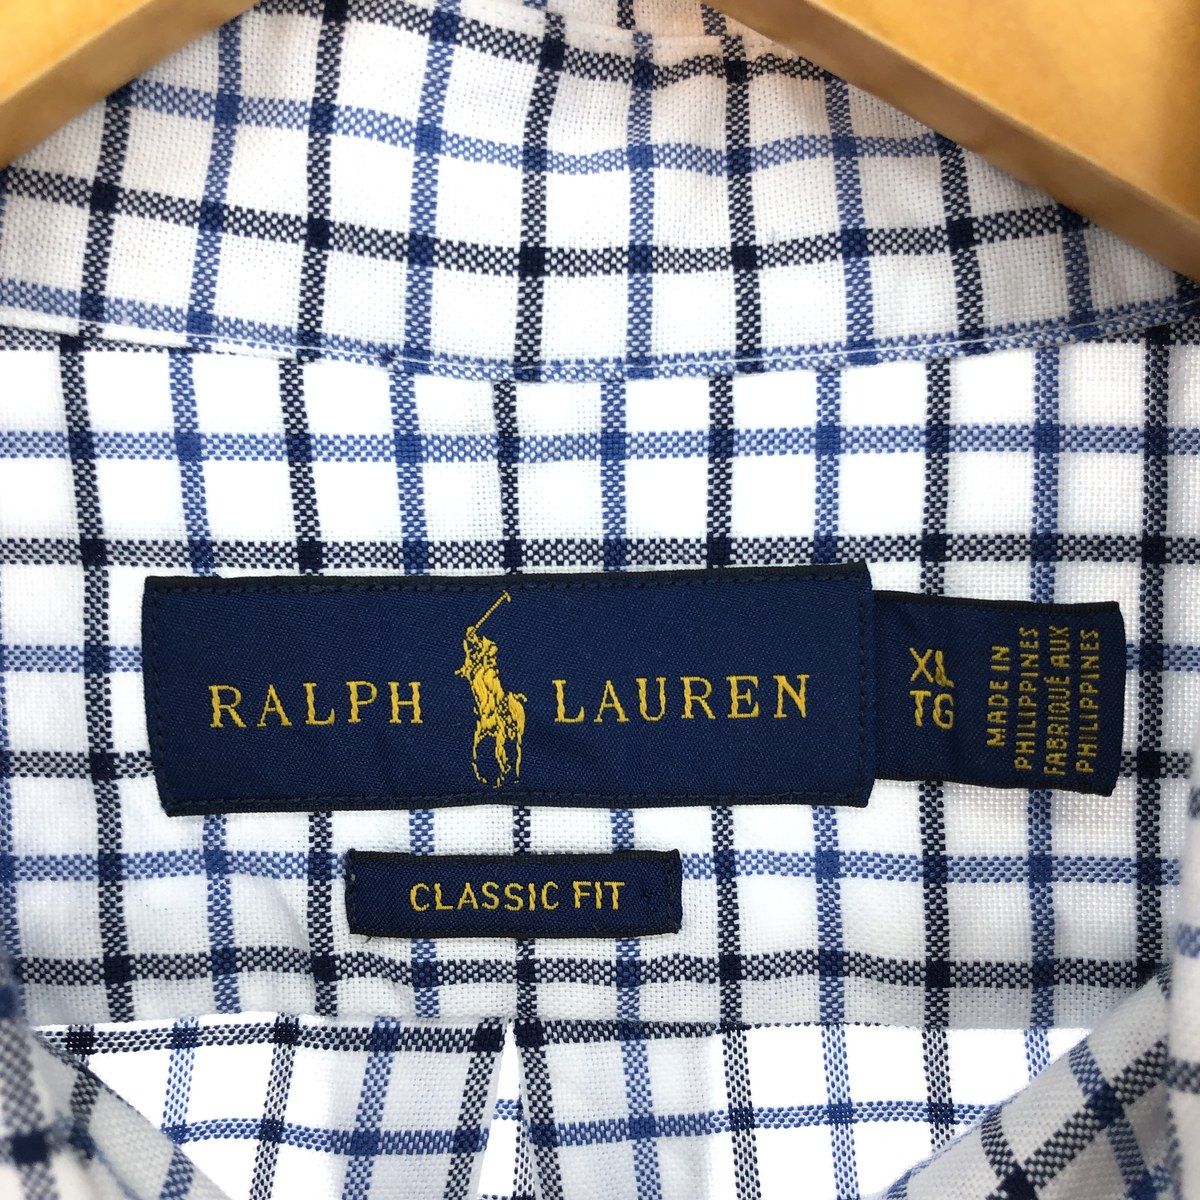 RALPH LAUREN
XL
TG
MADE IN
PHILIPPINES
FABRIQUÉ AUX
PHILIPPINES
CLASSIC FIT